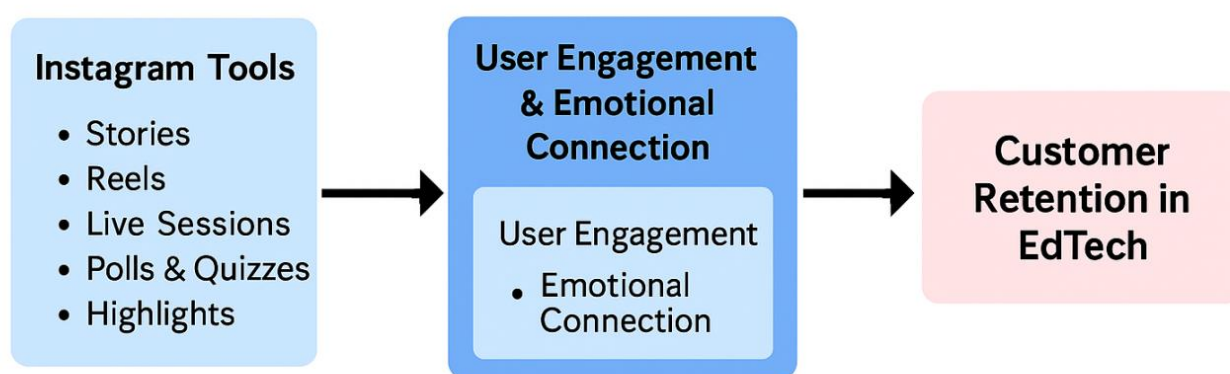 Instagram Tools
• Stories
• Reels
• Live Sessions
• Polls & Quizzes
• Highlights
User Engagement
& Emotional
Connection
User Engagement
• Emotional
Connection
Customer
Retention in
EdTech